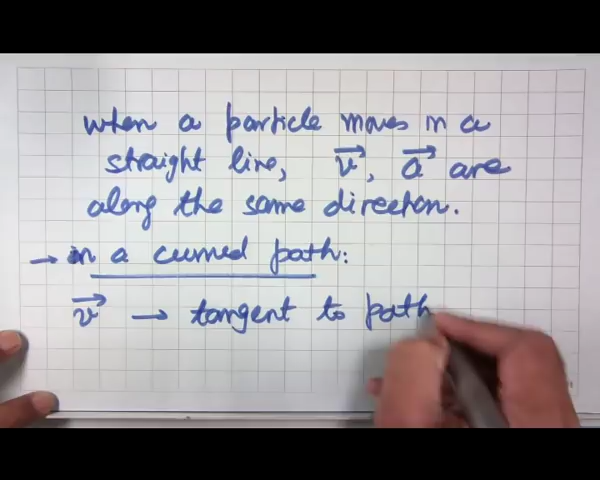 when a particle moves in a
straight line, v⃗, a⃗ are
along the same direction.
→ in a curved path:
v⃗ → tangent to path